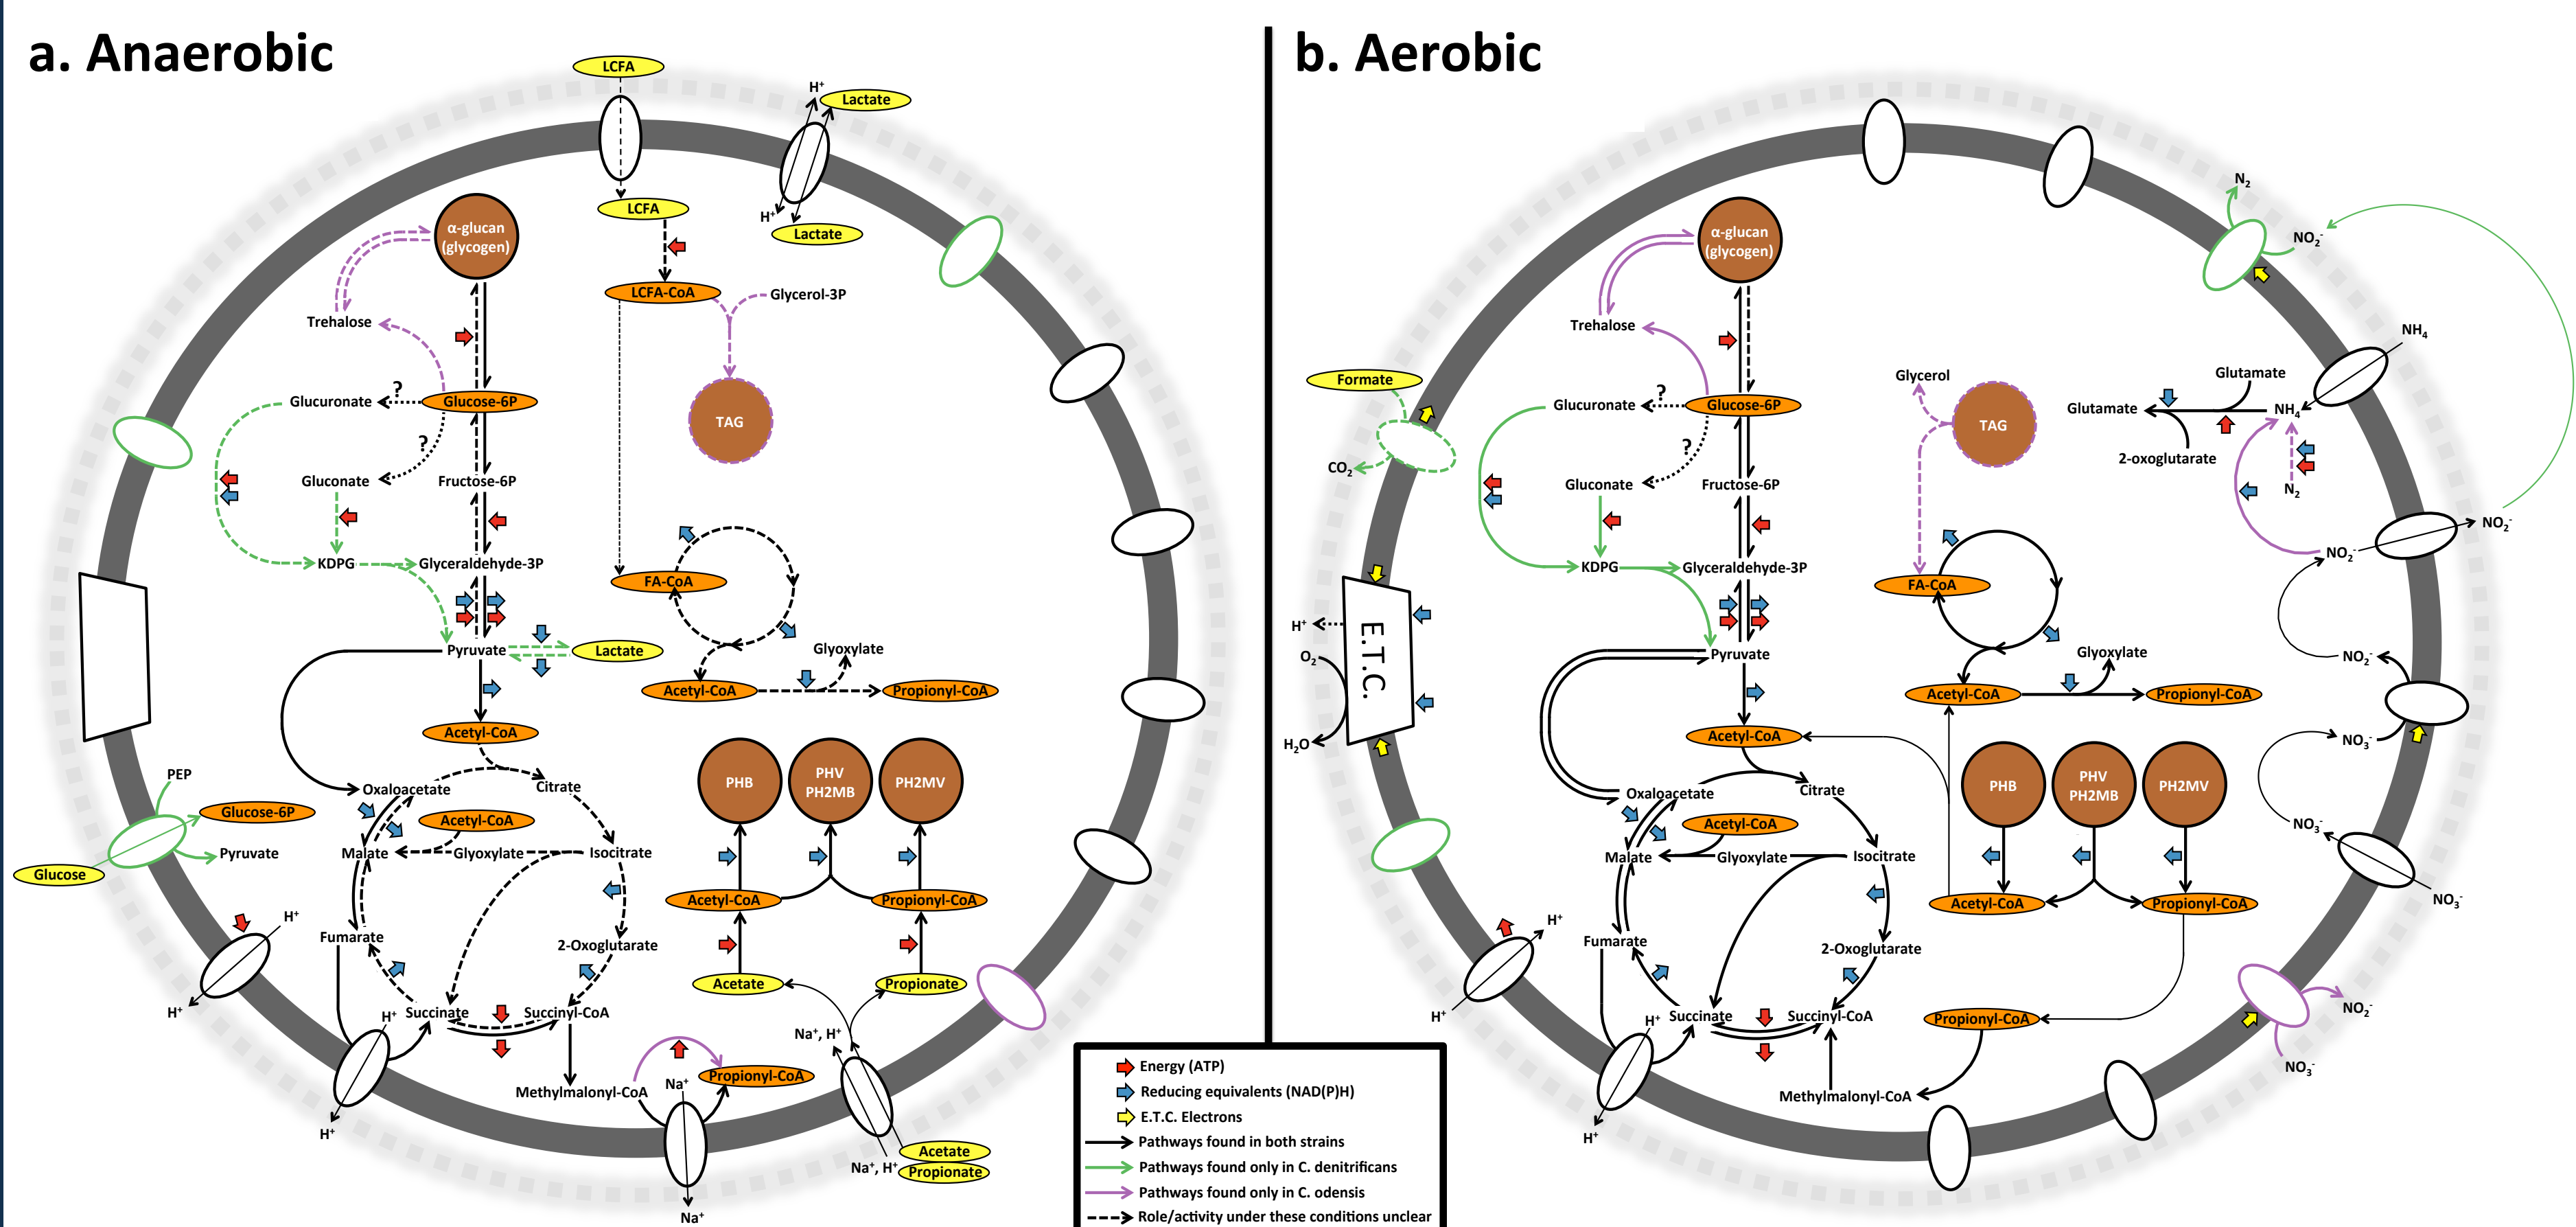 a. Anaerobic
LCFA
H⁺
Lactate
LCFA
H⁺
Lactate
α-glucan
(glycogen)
LCFA-CoA
Glycerol-3P
Trehalose
TAG
Glucuronate
?
Glucose-6P
?
Gluconate
Fructose-6P
KDPG
Glyceraldehyde-3P
FA-CoA
Pyruvate
Lactate
Glyoxylate
Acetyl-CoA
Propionyl-CoA
Acetyl-CoA
PEP
Oxaloacetate
Citrate
PHB
PHV
PH2MB
PH2MV
Glucose-6P
Acetyl-CoA
Pyruvate
Malate
Glyoxylate
Isocitrate
Glucose
Acetyl-CoA
Propionyl-CoA
H⁺
Fumarate
2-Oxoglutarate
H⁺
Acetate
Propionate
H⁺
Succinate
Succinyl-CoA
Na⁺, H⁺
H⁺
Methylmalonyl-CoA
Na⁺
Propionyl-CoA
Na⁺, H⁺
Acetate
Propionate
Na⁺
b. Aerobic
N₂
NO₂⁻
α-glucan
(glycogen)
Trehalose
NH₄
Formate
CO₂
Glucuronate
?
Glucose-6P
?
Glycerol
TAG
Glutamate
Glutamate
NH₄
2-oxoglutarate
N₂
Gluconate
Fructose-6P
NO₂⁻
NO₂⁻
KDPG
Glyceraldehyde-3P
FA-CoA
H⁺
O₂
E.T.C.
H₂O
Pyruvate
Glyoxylate
NO₂⁻
Acetyl-CoA
Propionyl-CoA
Acetyl-CoA
NO₃⁻
Oxaloacetate
Citrate
PHB
PHV
PH2MB
PH2MV
Acetyl-CoA
NO₃⁻
Malate
Glyoxylate
Isocitrate
Acetyl-CoA
Propionyl-CoA
NO₃⁻
H⁺
Fumarate
2-Oxoglutarate
H⁺
H⁺
Succinate
Succinyl-CoA
Propionyl-CoA
NO₂⁻
NO₃⁻
Methylmalonyl-CoA
H⁺
Energy (ATP)
Reducing equivalents (NAD(P)H)
E.T.C. Electrons
Pathways found in both strains
Pathways found only in C. denitrificans
Pathways found only in C. odensis
Role/activity under these conditions unclear